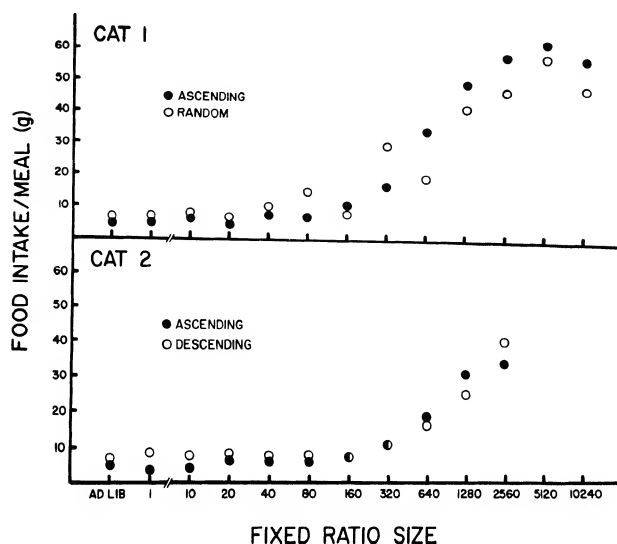 CAT 1
60
50
40
30
20
10
● ASCENDING
○ RANDOM
FOOD INTAKE/MEAL (g)
CAT 2
60
50
40
30
20
10
● ASCENDING
○ DESCENDING
AD LIB 1 10 20 40 80 160 320 640 1280 2560 5120 10240
FIXED RATIO SIZE